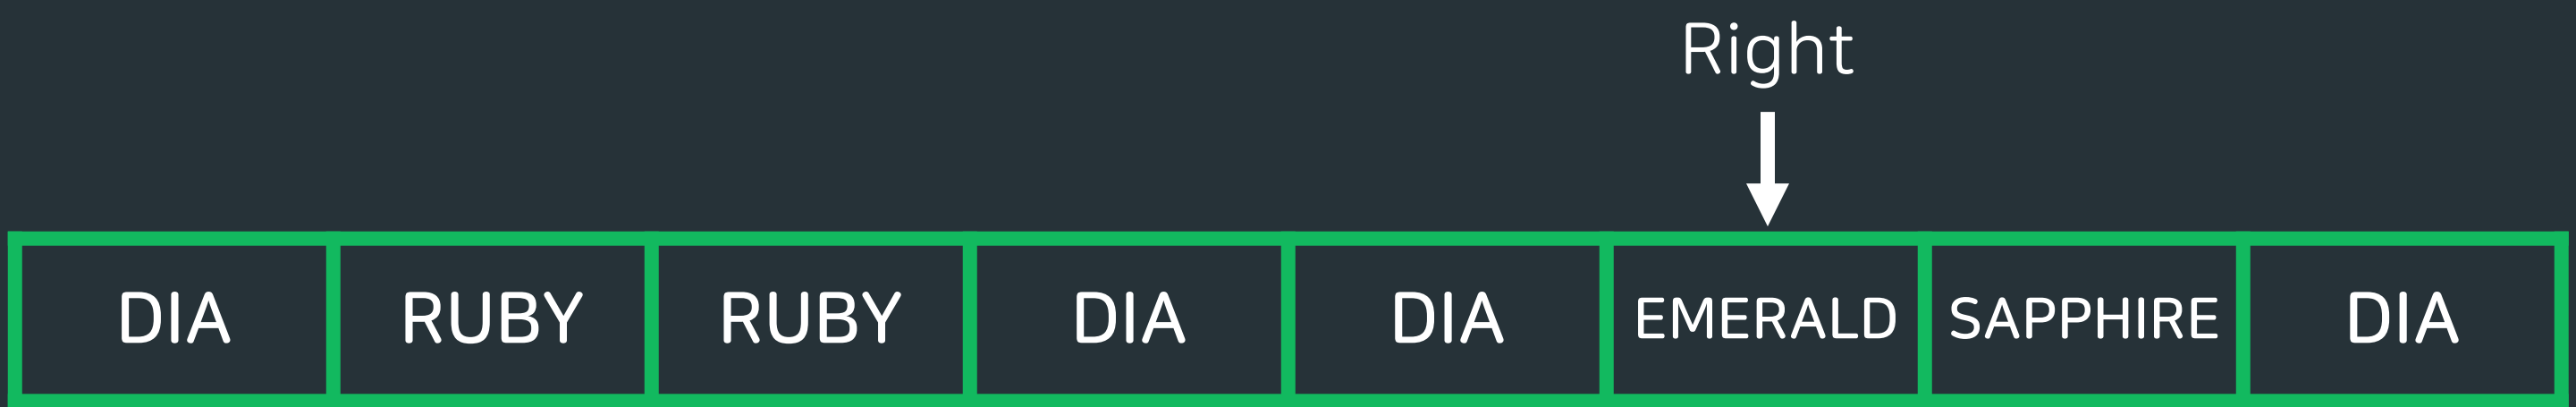 Right
DIA RUBY RUBY DIA DIA EMERALD SAPPHIRE DIA